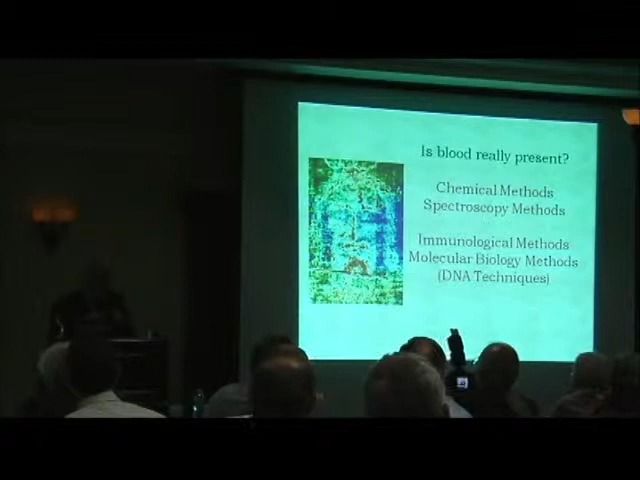 Is blood really present?
Chemical Methods
Spectroscopy Methods
Immunological Methods
Molecular Biology Methods
(DNA Techniques)